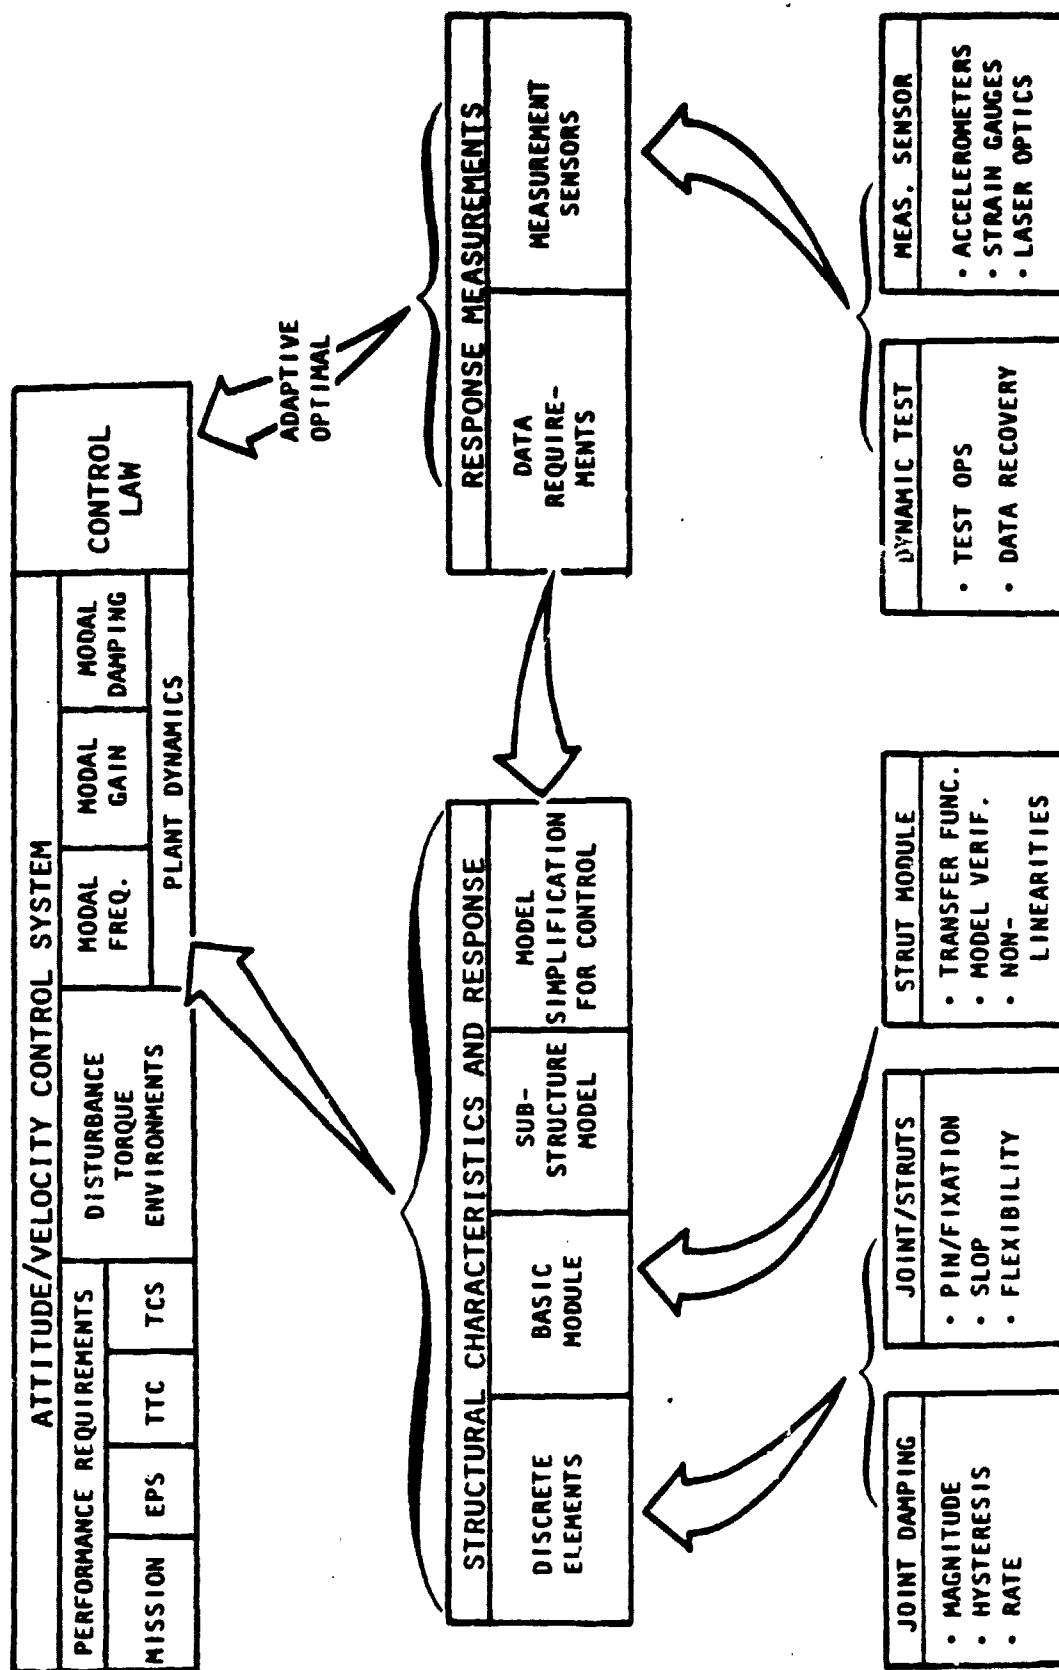 ATTITUDE/VELOCITY CONTROL SYSTEM
PERFORMANCE REQUIREMENTS
MISSION
EPS
TTC
TCS
DISTURBANCE
TORQUE
ENVIRONMENTS
MODAL
FREQ.
MODAL
GAIN
MODAL
DAMPING
PLANT DYNAMICS
CONTROL
LAW
ADAPTIVE
OPTIMAL
STRUCTURAL CHARACTERISTICS AND RESPONSE
DISCRETE
ELEMENTS
BASIC
MODULE
SUB-
STRUCTURE
MODEL
MODEL
SIMPLIFICATION
FOR CONTROL
RESPONSE MEASUREMENTS
DATA
REQUIRE-
MENTS
MEASUREMENT
SENSORS
JOINT DAMPING
• MAGNITUDE
• HYSTERESIS
• RATE
JOINT/STRUTS
• PIN/FIXATION
• SLOP
• FLEXIBILITY
STRUT MODULE
• TRANSFER FUNC.
• MODEL VERIF.
• NON-
LINEARITIES
DYNAMIC TEST
• TEST OPS
• DATA RECOVERY
MEAS. SENSOR
• ACCELEROMETERS
• STRAIN GAUGES
• LASER OPTICS